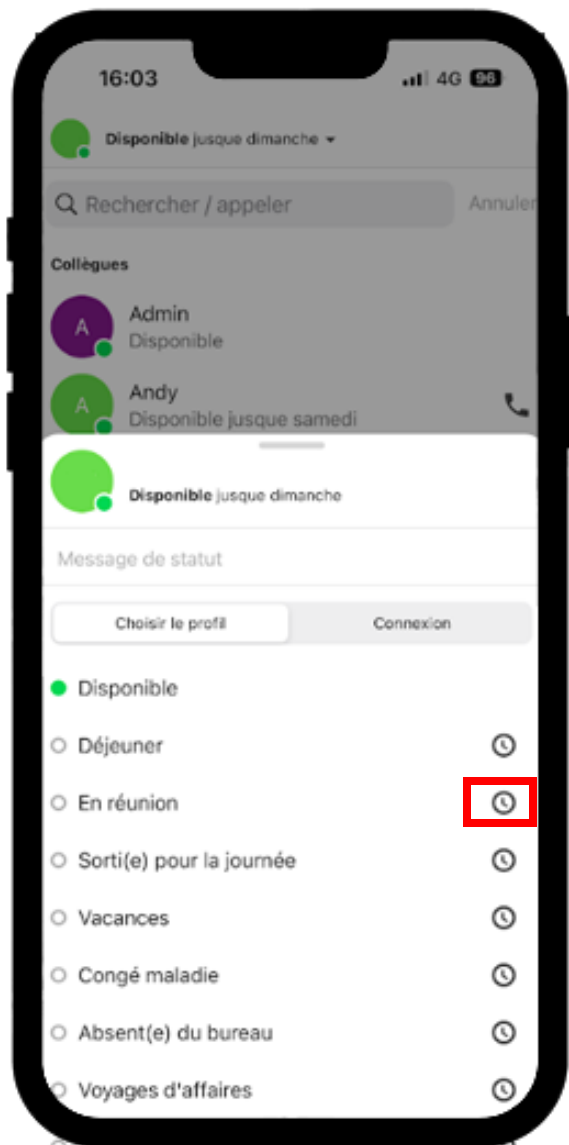 16:03 4G 96
Disponible jusque dimanche
Rechercher / appeler Annuler
Collègues
A Admin
Disponible
A Andy
Disponible jusque samedi
Disponible jusque dimanche
Message de statut
Choisir le profil Connexion
Disponible
Déjeuner
En réunion
Sorti(e) pour la journée
Vacances
Congé maladie
Absent(e) du bureau
Voyages d'affaires